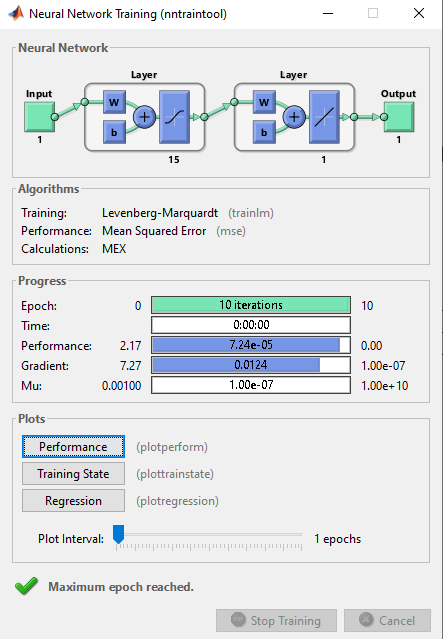 Neural Network Training (nntraintool)
Neural Network
Layer Layer
Input Output
W W
+ +
b b
1 1
15 1
Algorithms
Training: Levenberg-Marquardt (trainlm)
Performance: Mean Squared Error (mse)
Calculations: MEX
Progress
Epoch: 0 10 iterations 10
Time: 0:00:00
Performance: 2.17 7.24e-05 0.00
Gradient: 7.27 0.0124 1.00e-07
Mu: 0.00100 1.00e-07 1.00e+10
Plots
Performance (plotperform)
Training State (plottrainstate)
Regression (plotregression)
Plot Interval: 1 epochs
Maximum epoch reached.
Stop Training Cancel